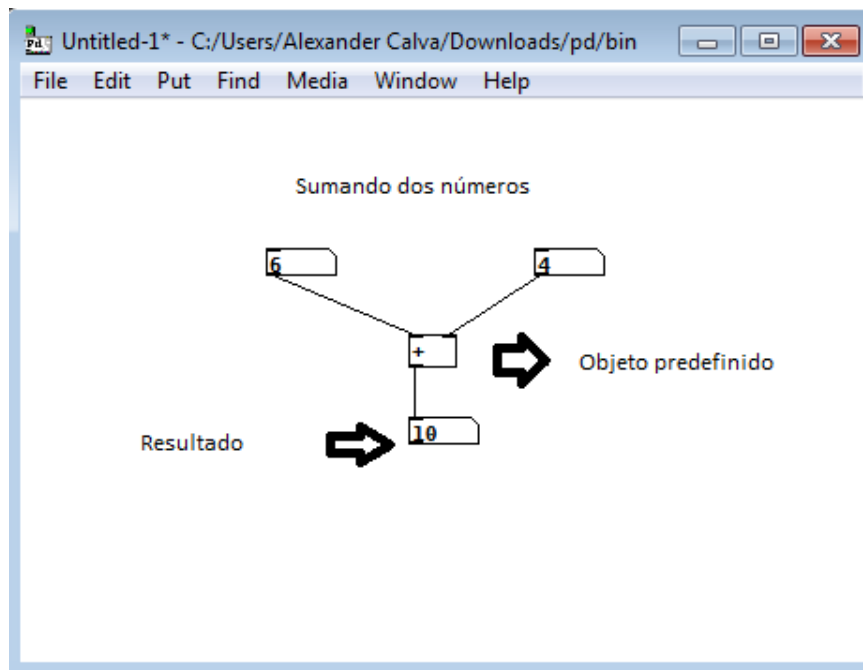 Untitled-1* - C:/Users/Alexander Calva/Downloads/pd/bin
File Edit Put Find Media Window Help
Sumando dos números
6 4
+
Objeto predefinido
Resultado
10